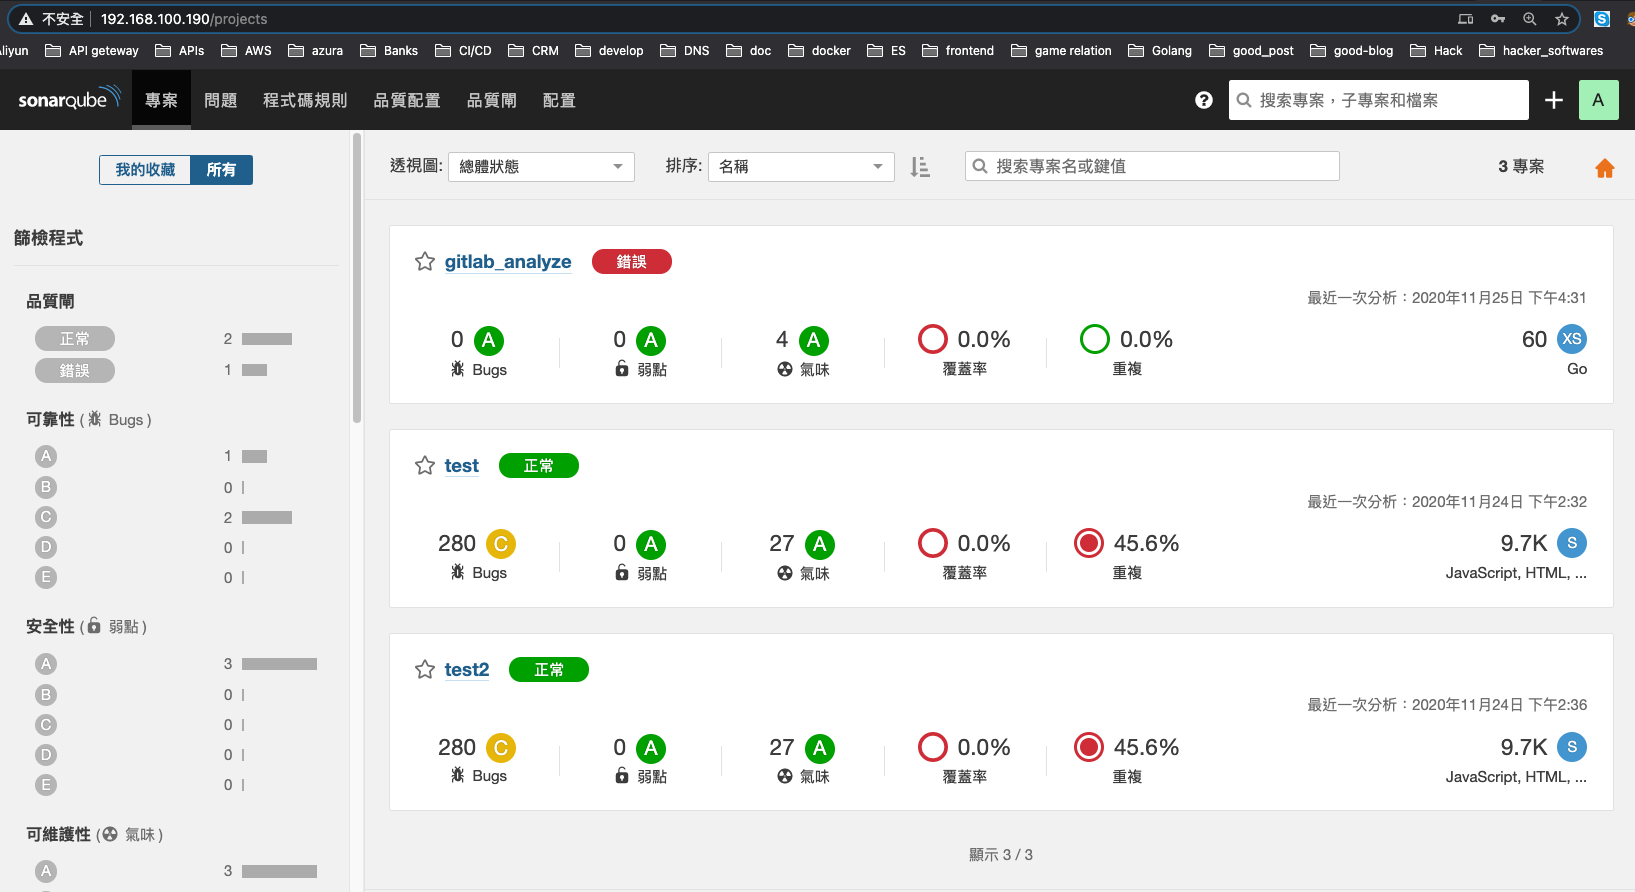 不安全 192.168.100.190/projects
liyun API geteway APIs AWS azura Banks CI/CD CRM develop DNS doc docker ES frontend game relation Golang good_post good-blog Hack hacker_softwares
sonarqube 專案 問題 程式碼規則 品質配置 品質閘 配置 ? 搜索專案，子專案和檔案 + A
我的收藏 所有
透視圖: 總體狀態 排序: 名稱 搜索專案名或鍵值 3 專案
篩檢程式
品質閘
正常 2
錯誤 1
可靠性 ( Bugs )
A 1
B 0
C 2
D 0
E 0
安全性 ( 弱點 )
A 3
B 0
C 0
D 0
E 0
可維護性 ( 氣味 )
A 3
gitlab_analyze 錯誤
最近一次分析：2020年11月25日 下午4:31
0 A 0 A 4 A 0.0% 0.0% 60 XS
Bugs 弱點 氣味 覆蓋率 重複 Go
test 正常
最近一次分析：2020年11月24日 下午2:32
280 C 0 A 27 A 0.0% 45.6% 9.7K S
Bugs 弱點 氣味 覆蓋率 重複 JavaScript, HTML, ...
test2 正常
最近一次分析：2020年11月24日 下午2:36
280 C 0 A 27 A 0.0% 45.6% 9.7K S
Bugs 弱點 氣味 覆蓋率 重複 JavaScript, HTML, ...
顯示 3 / 3